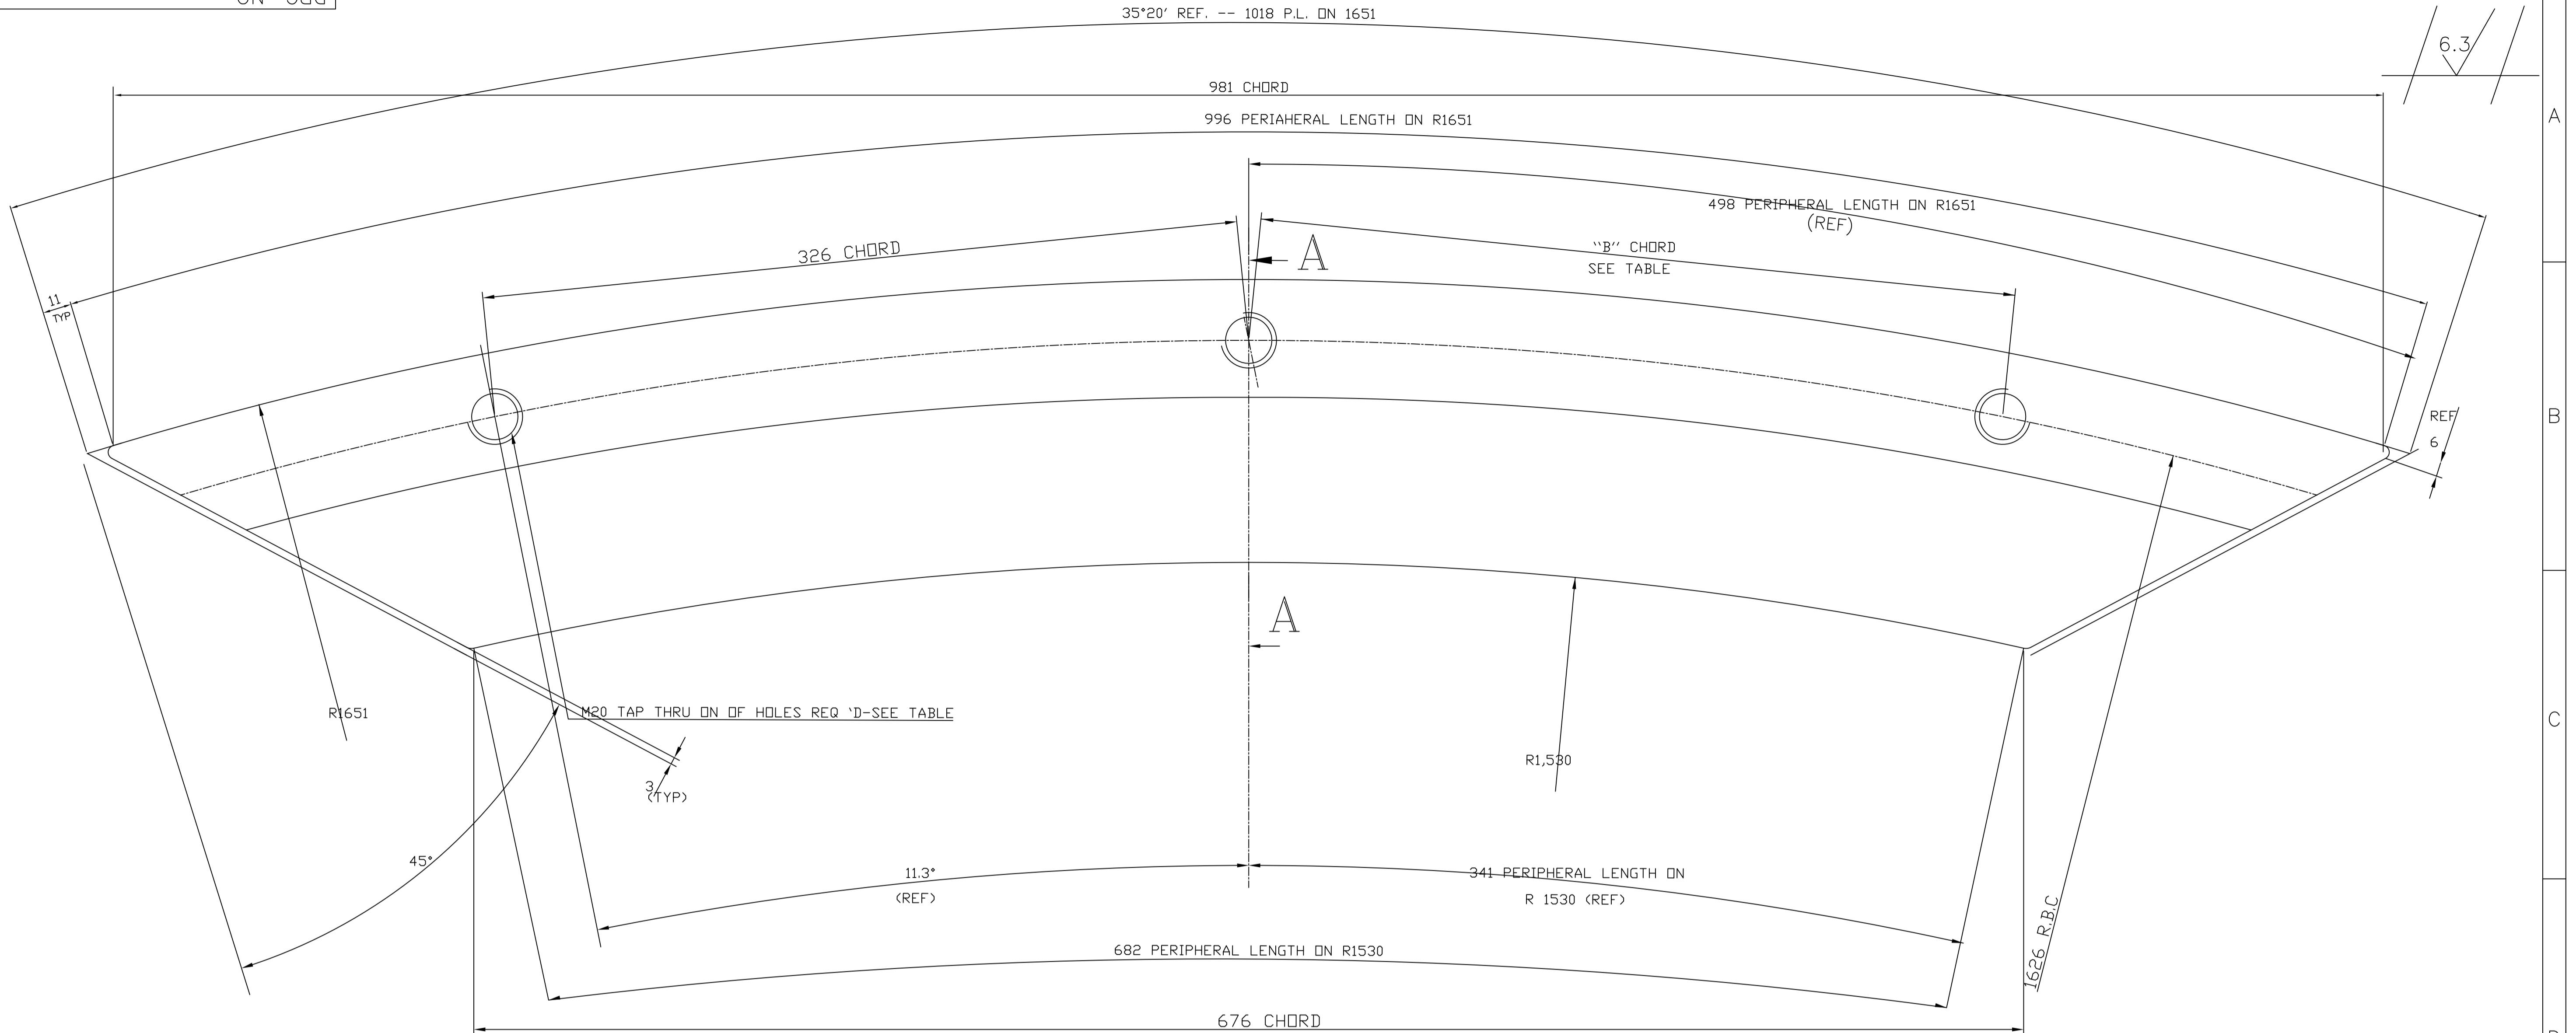 35°20' REF. -- 1018 P.L. ON 1651
6.3
981 CHORD
996 PERIAHERAL LENGTH ON R1651
A
498 PERIPHERAL LENGTH ON R1651
(REF)
326 CHORD
A
"B" CHORD
SEE TABLE
11
TYP
REF
6
B
A
R1651
M20 TAP THRU ON OF HOLES REQ 'D-SEE TABLE
C
R1,530
3
(TYP)
45°
11.3°
(REF)
341 PERIPHERAL LENGTH ON
R 1530 (REF)
1626 R.B.C
682 PERIPHERAL LENGTH ON R1530
676 CHORD